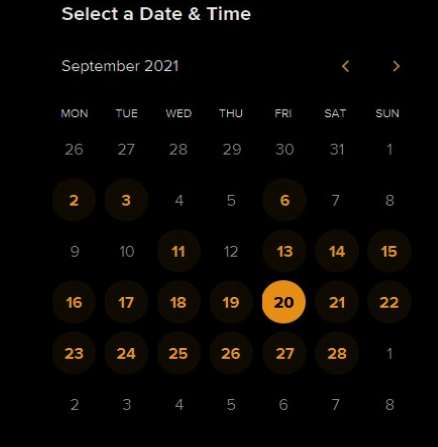 Select a Date & Time
September 2021
MON TUE WED THU FRI SAT SUN
26 27 28 29 30 31 1
2 3 4 5 6 7 8
9 10 11 12 13 14 15
16 17 18 19 20 21 22
23 24 25 26 27 28 1
2 3 4 5 6 7 8